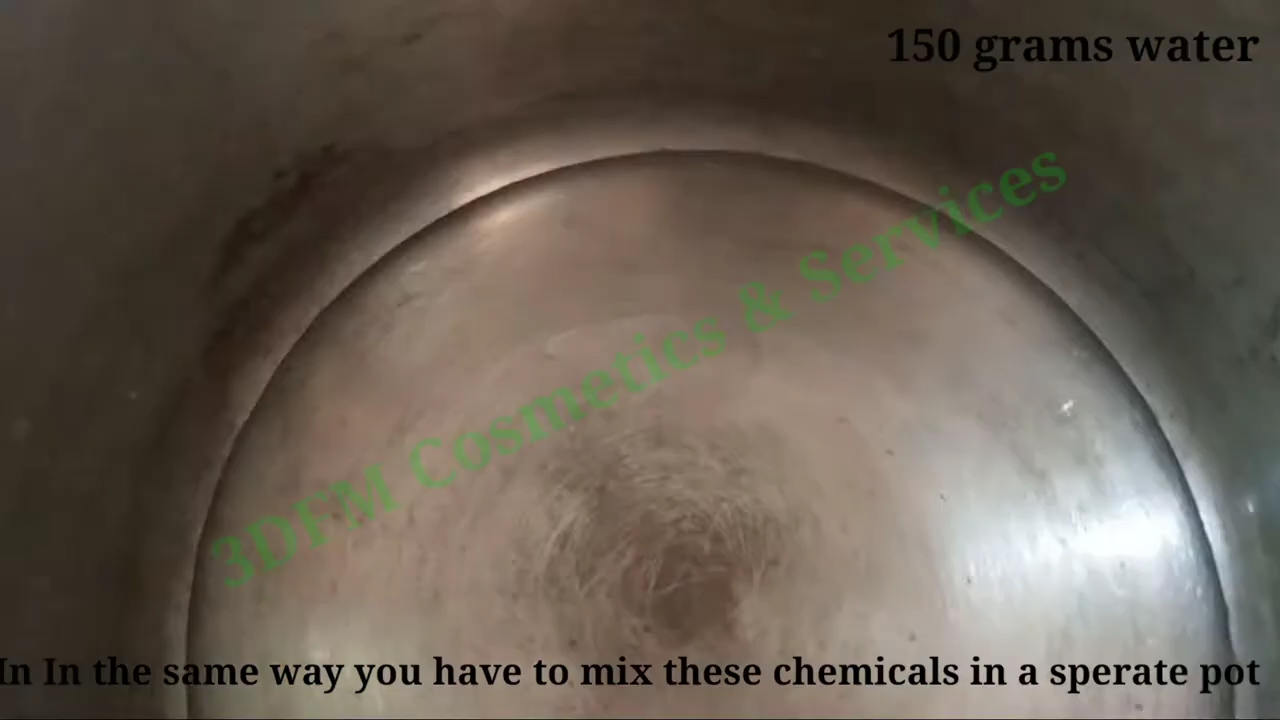 150 grams water
3DFM Cosmetics & Services
In In the same way you have to mix these chemicals in a sperate pot